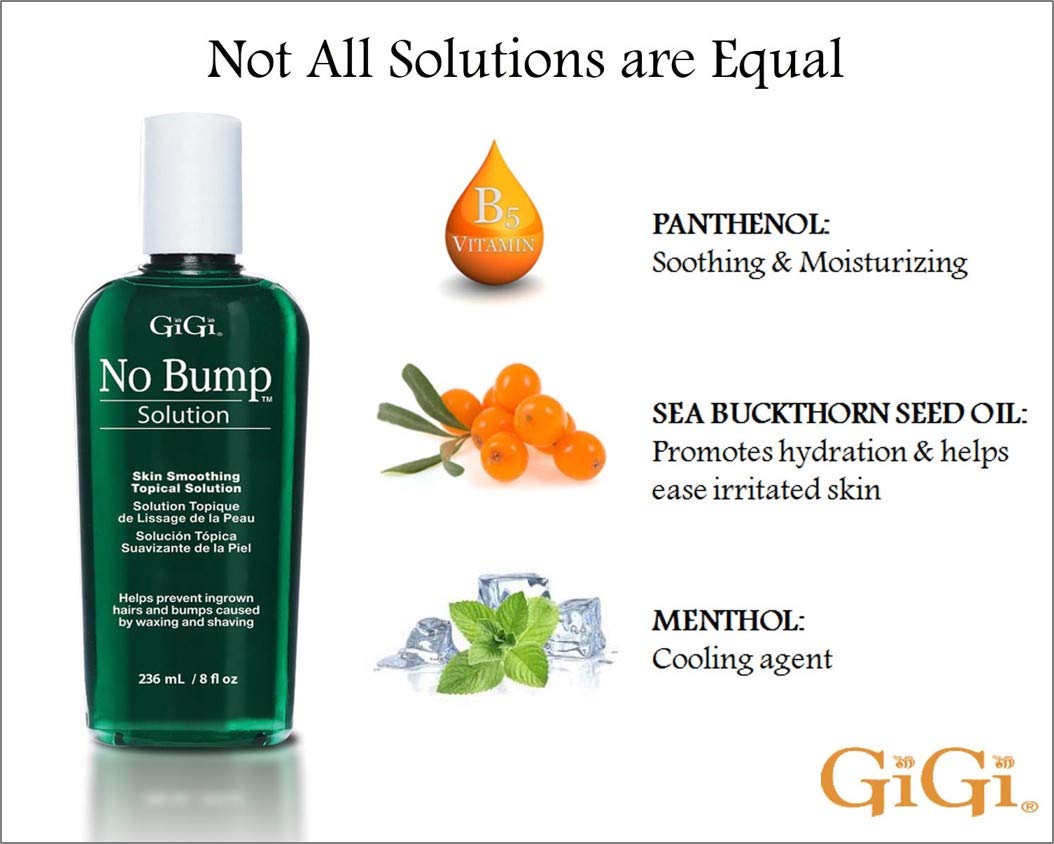 Not All Solutions are Equal
GiGi®
No Bump™
Solution
Skin Smoothing
Topical Solution
Solution Topique
de Lissage de la Peau
Solución Tópica
Suavizante de la Piel
Helps prevent ingrown
hairs and bumps caused
by waxing and shaving
236 mL / 8 fl oz
B5
VITAMIN
PANTHENOL:
Soothing & Moisturizing
SEA BUCKTHORN SEED OIL:
Promotes hydration & helps
ease irritated skin
MENTHOL:
Cooling agent
GiGi®